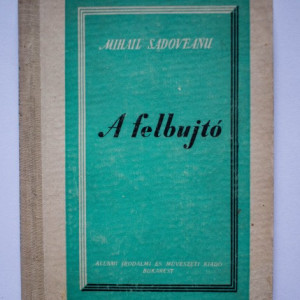 MIHAIL SADOVEANU
A felbujtó
ÁLLAMI IRODALMI ÉS MŰVÉSZETI KIADÓ
BUKAREST